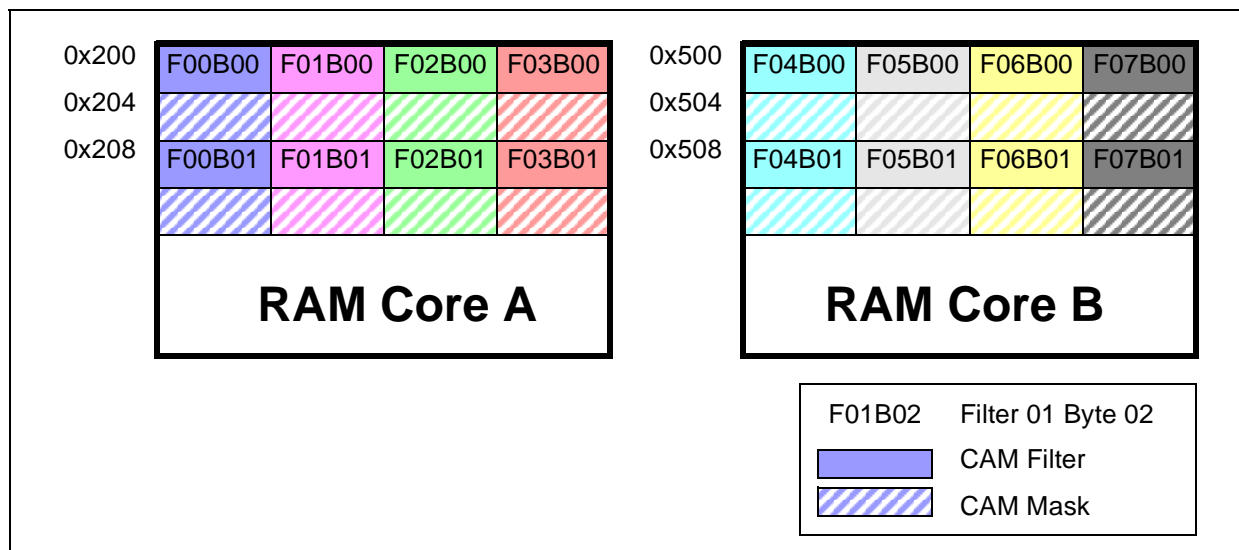 0x200 F00B00 F01B00 F02B00 F03B00
0x204
0x208 F00B01 F01B01 F02B01 F03B01
RAM Core A
0x500 F04B00 F05B00 F06B00 F07B00
0x504
0x508 F04B01 F05B01 F06B01 F07B01
RAM Core B
F01B02 Filter 01 Byte 02
CAM Filter
CAM Mask